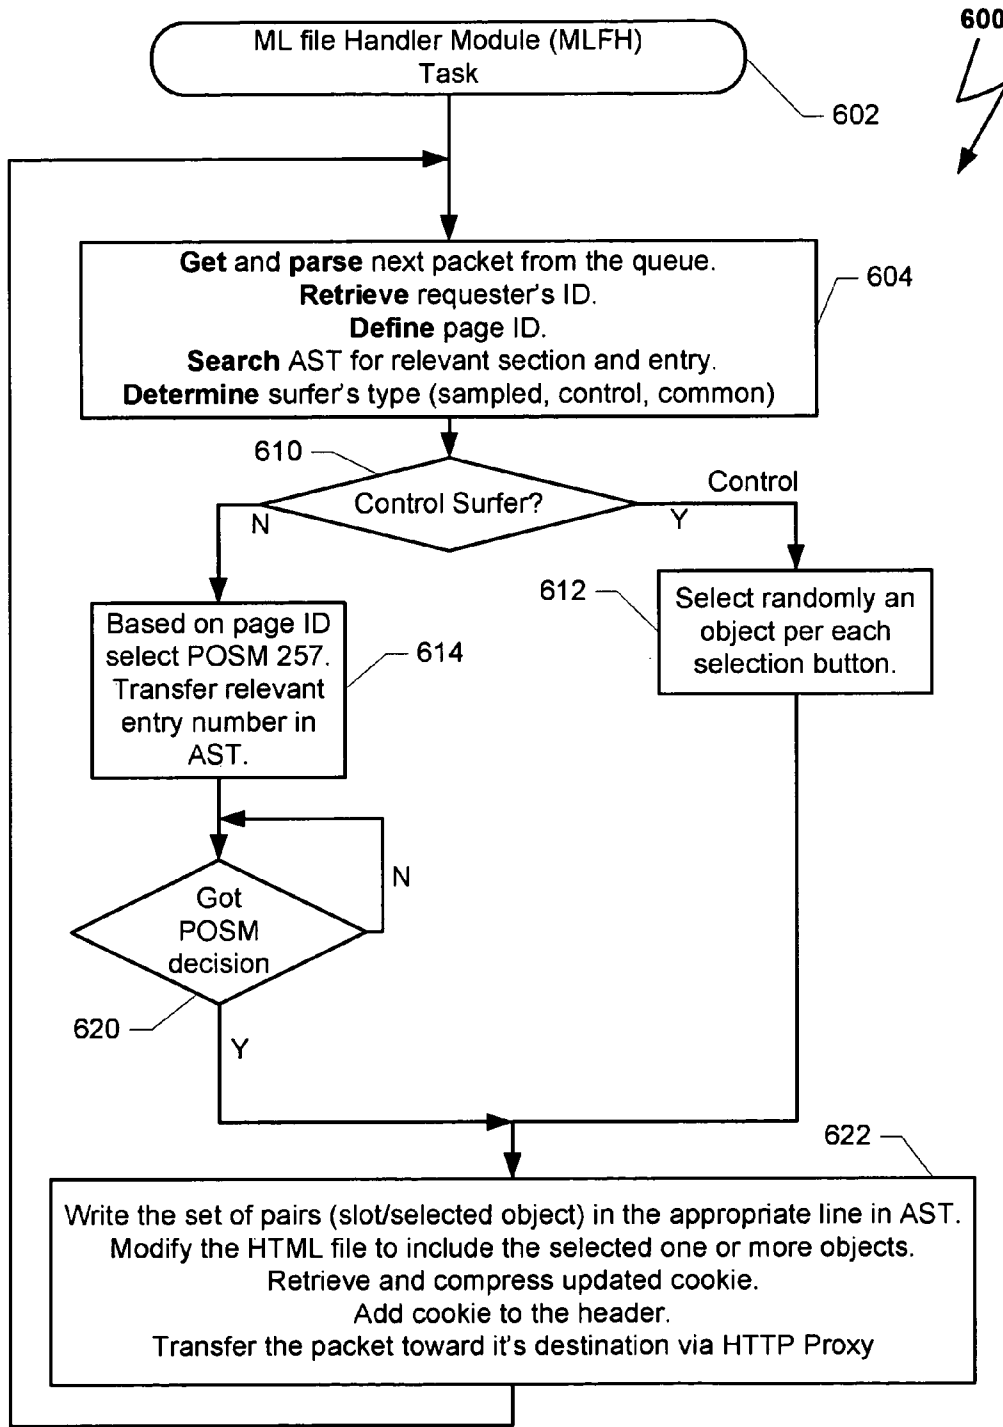 600
ML file Handler Module (MLFH)
Task
602
Get and parse next packet from the queue.
Retrieve requester's ID.
Define page ID.
Search AST for relevant section and entry.
Determine surfer's type (sampled, control, common)
604
610
Control Surfer?
Control
N
Y
612
Select randomly an
object per each
selection button.
Based on page ID
select POSM 257.
Transfer relevant
entry number in
AST.
614
N
Got
POSM
decision
620
Y
622
Write the set of pairs (slot/selected object) in the appropriate line in AST.
Modify the HTML file to include the selected one or more objects.
Retrieve and compress updated cookie.
Add cookie to the header.
Transfer the packet toward it's destination via HTTP Proxy